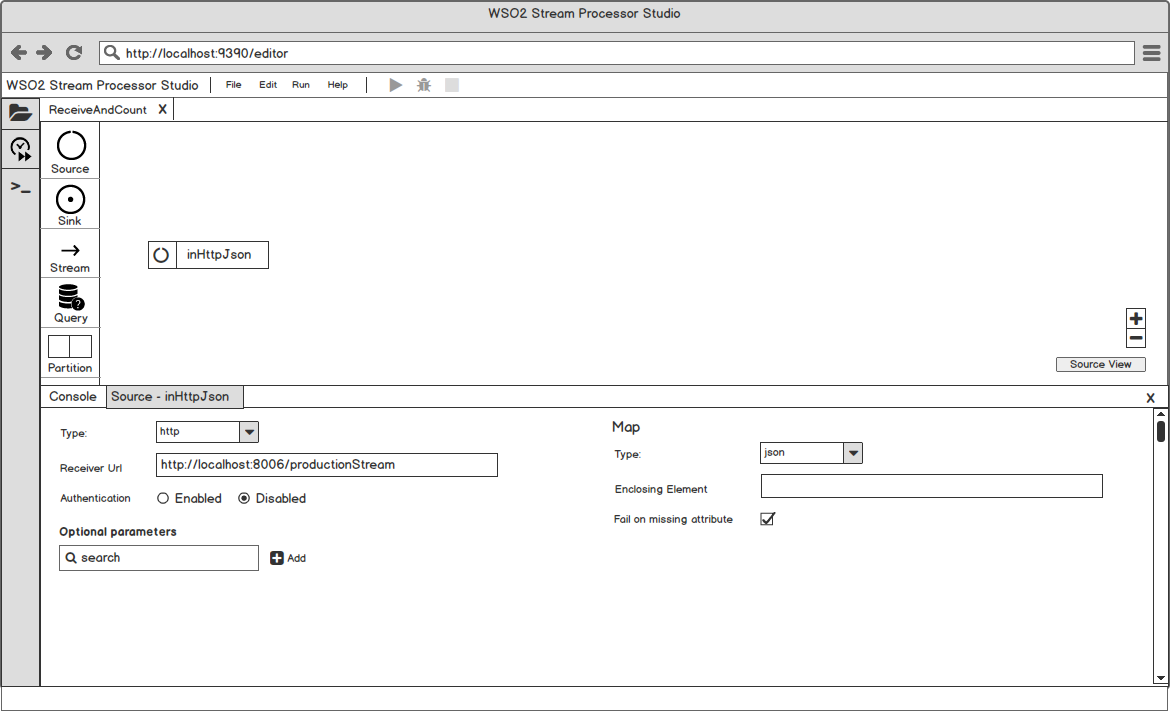 WSO2 Stream Processor Studio
http://localhost:9390/editor
WSO2 Stream Processor Studio File Edit Run Help
ReceiveAndCount X
Source
Sink
Stream
Query
Partition
inHttpJson
Source View
Console Source - inHttpJson X
Type: http
Receiver Url http://localhost:8006/productionStream
Authentication Enabled Disabled
Optional parameters
search Add
Map
Type: json
Enclosing Element
Fail on missing attribute